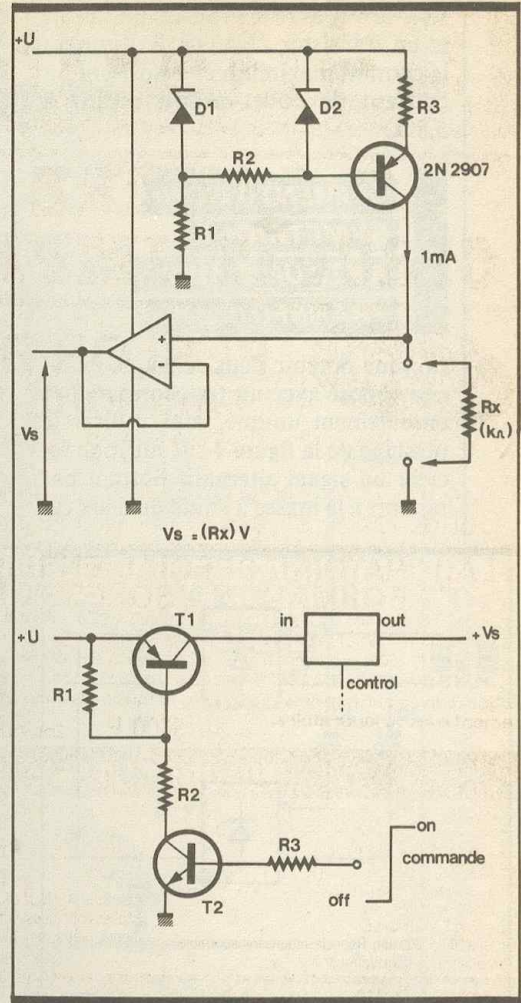 +U
D1
D2
R3
R2
2N 2907
R1
1mA
+
Vs
Rx
(kΩ)
Vs = (Rx) V
T1
in
out
+U
+Vs
control
R1
R2
R3
on
commande
off
T2